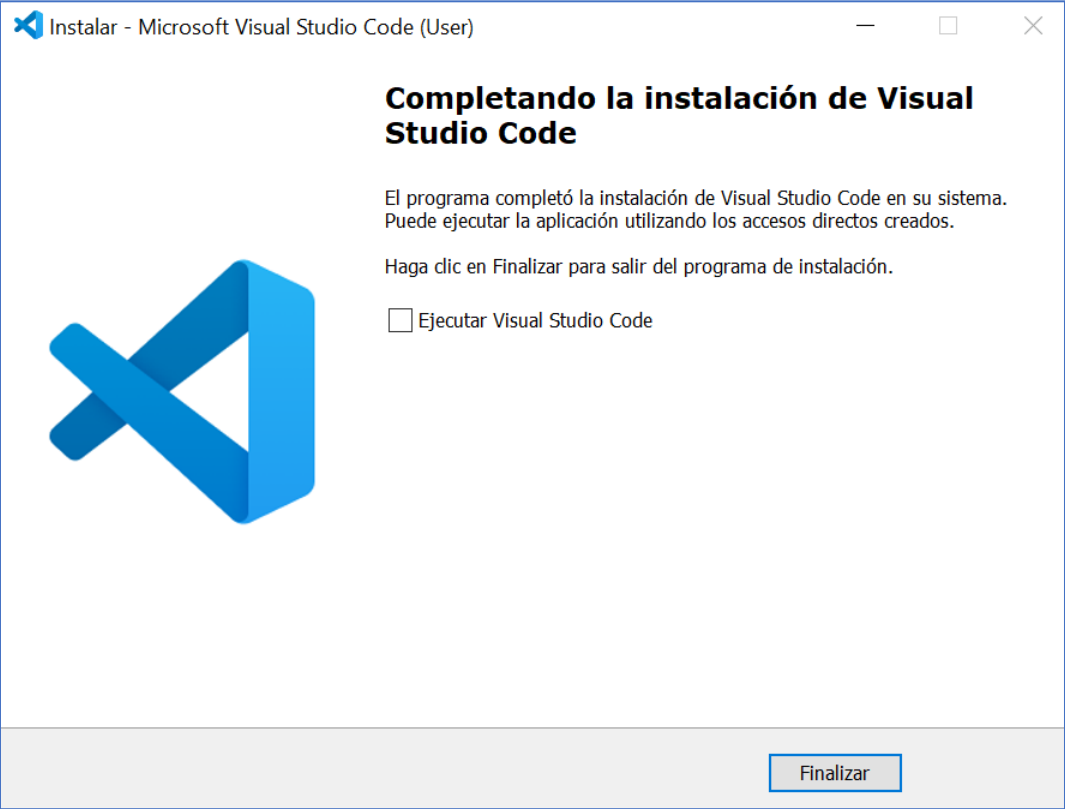 Instalar - Microsoft Visual Studio Code (User)
Completando la instalación de Visual
Studio Code
El programa completó la instalación de Visual Studio Code en su sistema.
Puede ejecutar la aplicación utilizando los accesos directos creados.
Haga clic en Finalizar para salir del programa de instalación.
Ejecutar Visual Studio Code
Finalizar